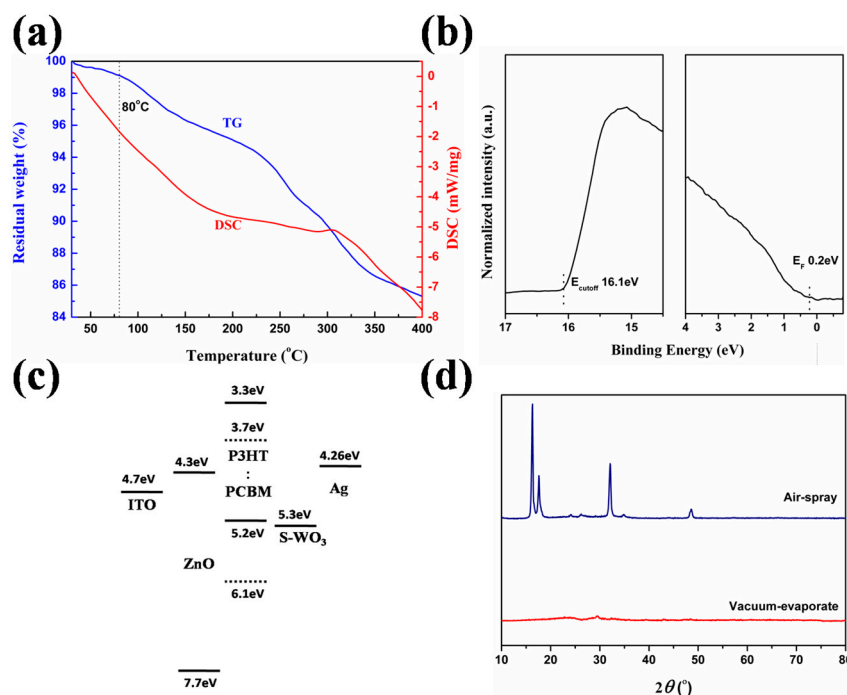 (a)
100
98
96
94
92
90
88
86
84
Residual weight (%)
80°C
TG
DSC
0
-1
-2
-3
-4
-5
-6
-7
-8
DSC (mW/mg)
50 100 150 200 250 300 350 400
Temperature (°C)
(b)
Normalized intensity (a.u.)
E_cutoff 16.1eV
E_F 0.2eV
17 16 15 4 3 2 1 0
Binding Energy (eV)
(c)
3.3eV
3.7eV
P3HT
:
PCBM
4.7eV
ITO
4.3eV
4.26eV
Ag
5.3eV
S-WO₃
5.2eV
ZnO
6.1eV
7.7eV
(d)
Air-spray
Vacuum-evaporate
10 20 30 40 50 60 70 80
2θ (°)